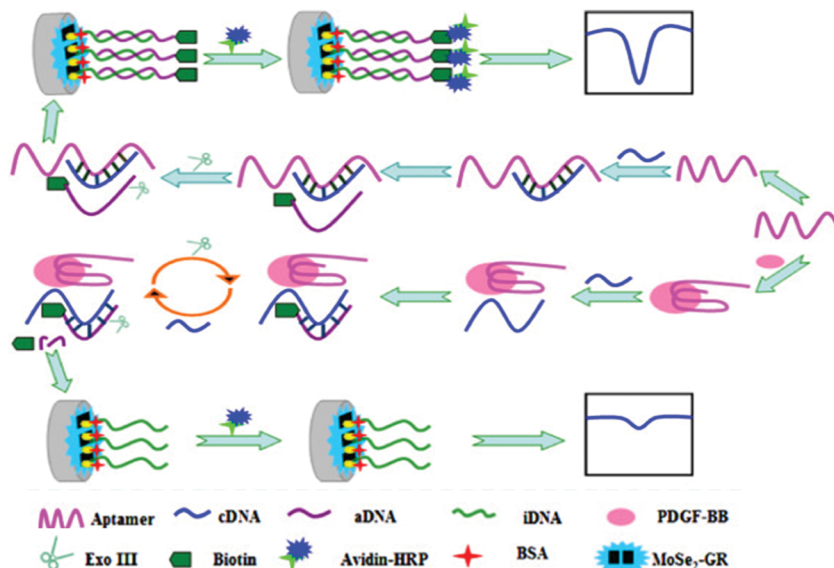 Aptamer cDNA aDNA iDNA PDGF-BB
Exo III Biotin Avidin-HRP BSA MoSe₂-GR